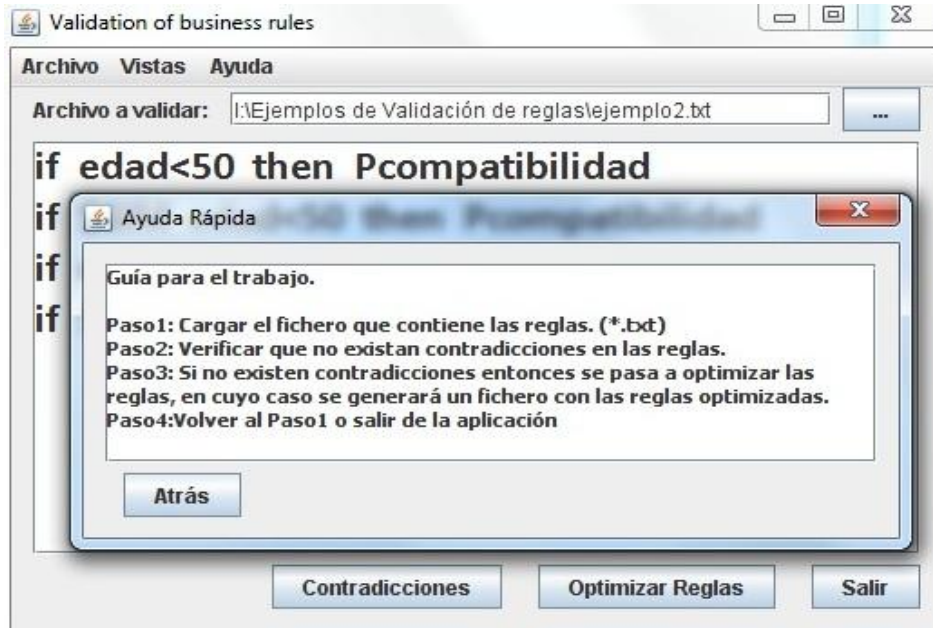 Validation of business rules
Archivo Vistas Ayuda
Archivo a validar: I:\Ejemplos de Validación de reglas\ejemplo2.txt ...
if edad<50 then Pcompatibilidad
if
if
if
Ayuda Rápida
Guía para el trabajo.
Paso1: Cargar el fichero que contiene las reglas. (*.txt)
Paso2: Verificar que no existan contradicciones en las reglas.
Paso3: Si no existen contradicciones entonces se pasa a optimizar las
reglas, en cuyo caso se generará un fichero con las reglas optimizadas.
Paso4:Volver al Paso1 o salir de la aplicación
Atrás
Contradicciones Optimizar Reglas Salir